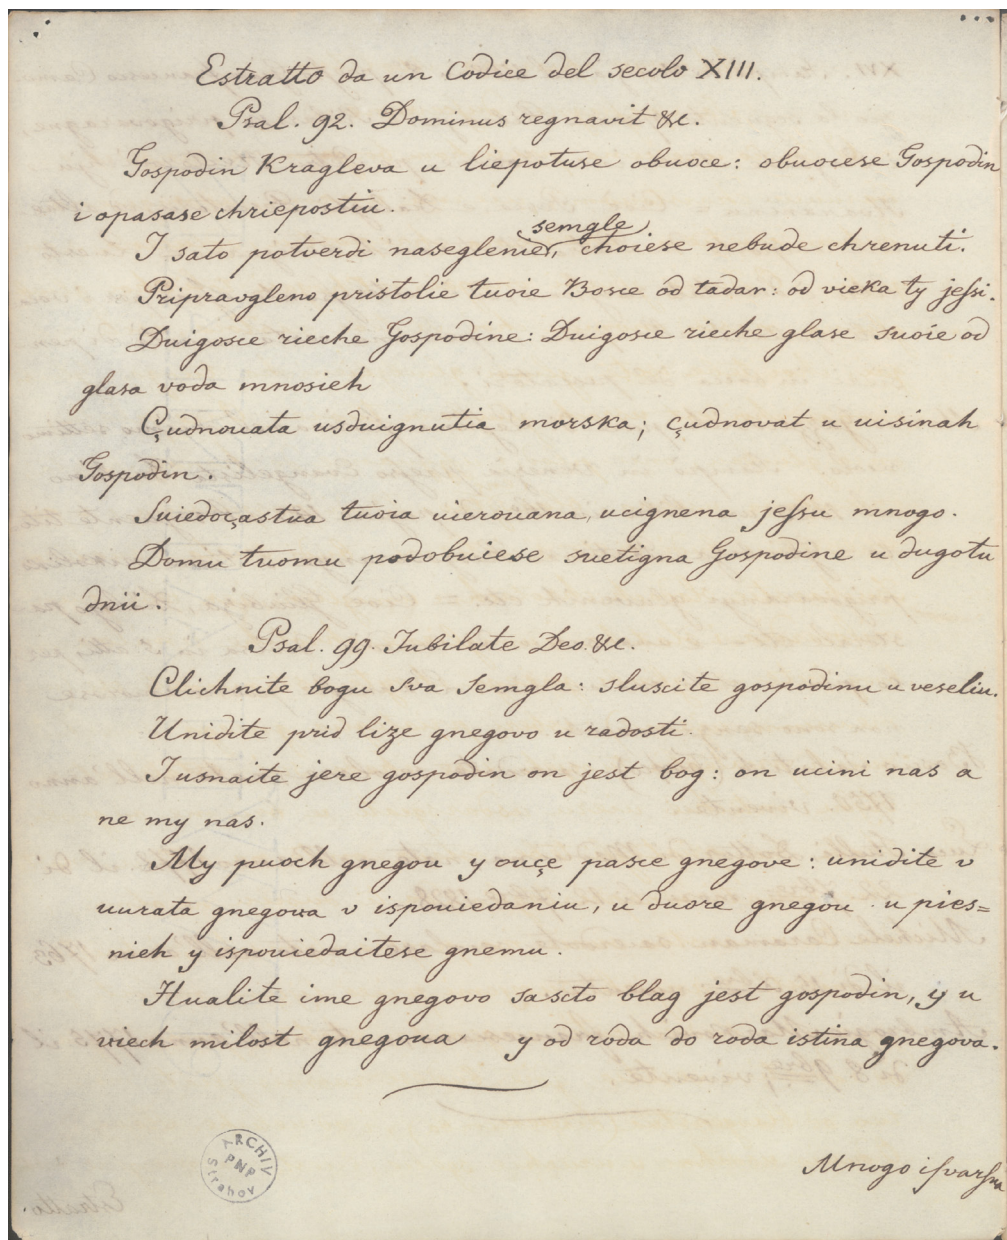 Estratto da un Codice del secolo XIII.
Psal. 92. Dominus regnavit &c.
Gospodin Kragleva u liepotuse obuoce: obuocese Gospodin
i opasase chriepostiu.
semgle
I sato potverdi naseglenie, choiese nebude chrenuti.
Pripravgleno pristolie tuoie Bosce od tadar: od vieka ty jessi.
Duigosce rieche Gospodine: Duigosce rieche glase suoie od
glasa voda mnosieh
Çudnouata usduignutia morska; çudnovat u uisinah
Gospodin.
Suiedoçastua tuoia uierouana, ucignena jessu mnogo.
Domu tuomu podobuiese svetigna Gospodine u dugotu
dnii.
Psal. 99. Jubilate Deo. &c.
Clichnite bogu sva semgla: sluscite gospodinu u veseliu.
Unidite prid lize gnegovo u radosti.
I usnaite jere gospodin on jest bog: on ucini nas a
ne my nas.
My puoch gnegou y ouçe pasce gnegove: unidite v
uurata gnegowa v ispouiedaniu, u duore gnegou u pies=
nieh y ispouiedaitese gnemu.
Hualite ime gnegovo sascto blag jest gospodin, y u
viech milost gnegoua y od roda do roda istina gnegova.
ARCHIV
PNP
Strahov
Mnogo isvarsna